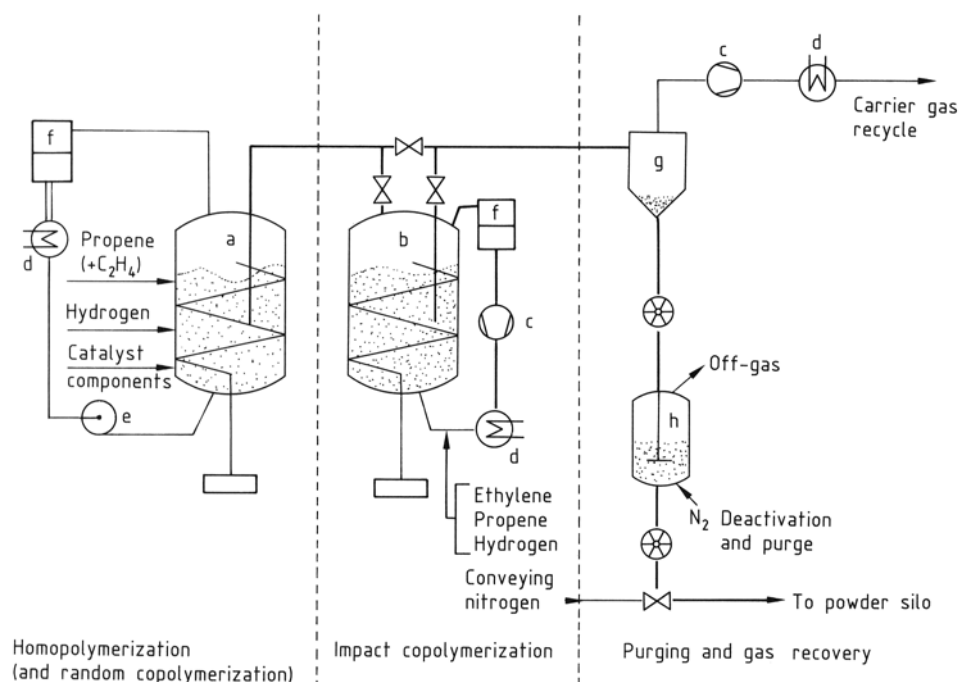 c
d
Carrier gas
recycle
f
g
a
b
f
d
Propene
(+C₂H₄)
Hydrogen
Catalyst
components
c
e
d
Off-gas
h
Ethylene
Propene
Hydrogen
N₂ Deactivation
and purge
Conveying
nitrogen
To powder silo
Homopolymerization
(and random copolymerization)
Impact copolymerization
Purging and gas recovery